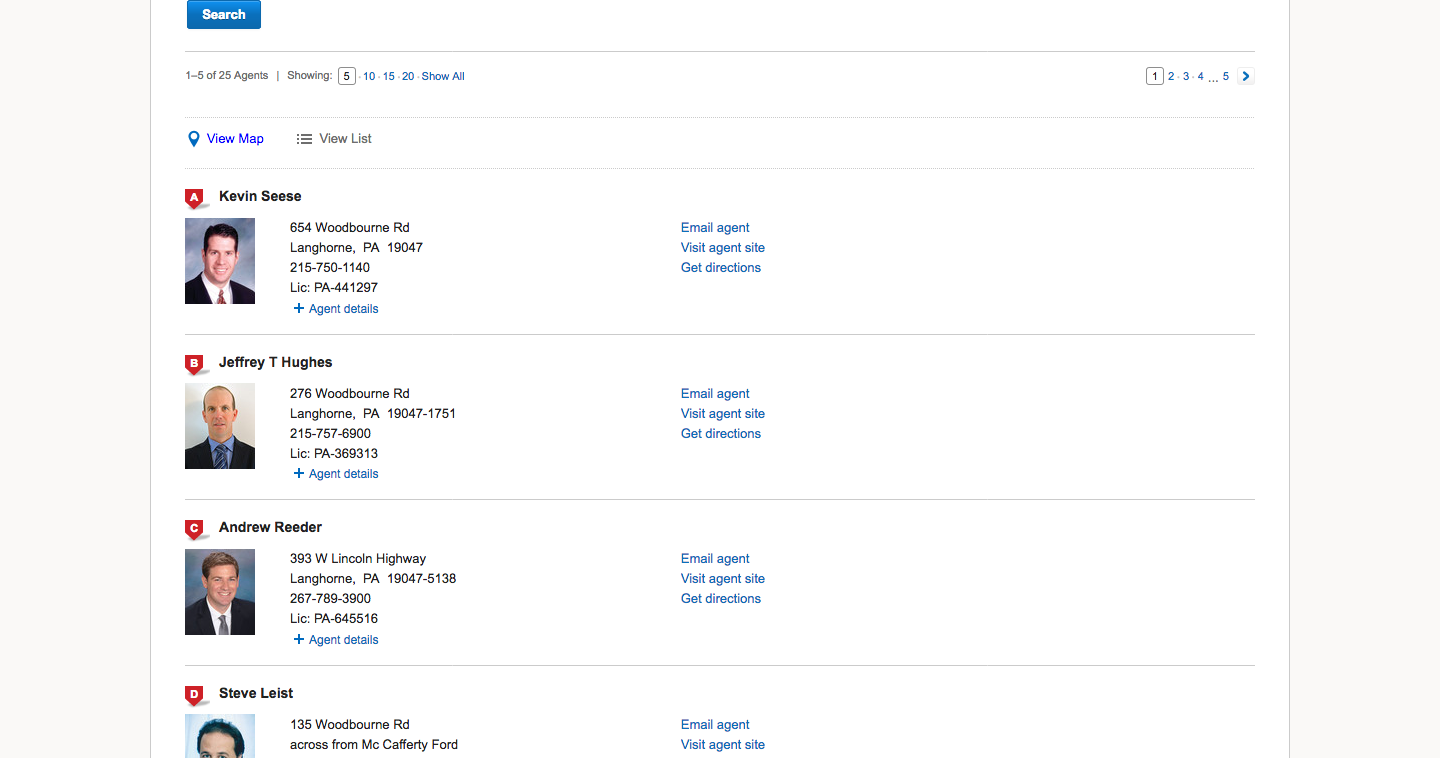 Search
1–5 of 25 Agents | Showing: 5 · 10 · 15 · 20 · Show All
1 2 · 3 · 4 ... 5
View Map View List
A Kevin Seese
654 Woodbourne Rd
Langhorne, PA 19047
215-750-1140
Lic: PA-441297
+ Agent details
Email agent
Visit agent site
Get directions
B Jeffrey T Hughes
276 Woodbourne Rd
Langhorne, PA 19047-1751
215-757-6900
Lic: PA-369313
+ Agent details
Email agent
Visit agent site
Get directions
C Andrew Reeder
393 W Lincoln Highway
Langhorne, PA 19047-5138
267-789-3900
Lic: PA-645516
+ Agent details
Email agent
Visit agent site
Get directions
D Steve Leist
135 Woodbourne Rd
across from Mc Cafferty Ford
Email agent
Visit agent site